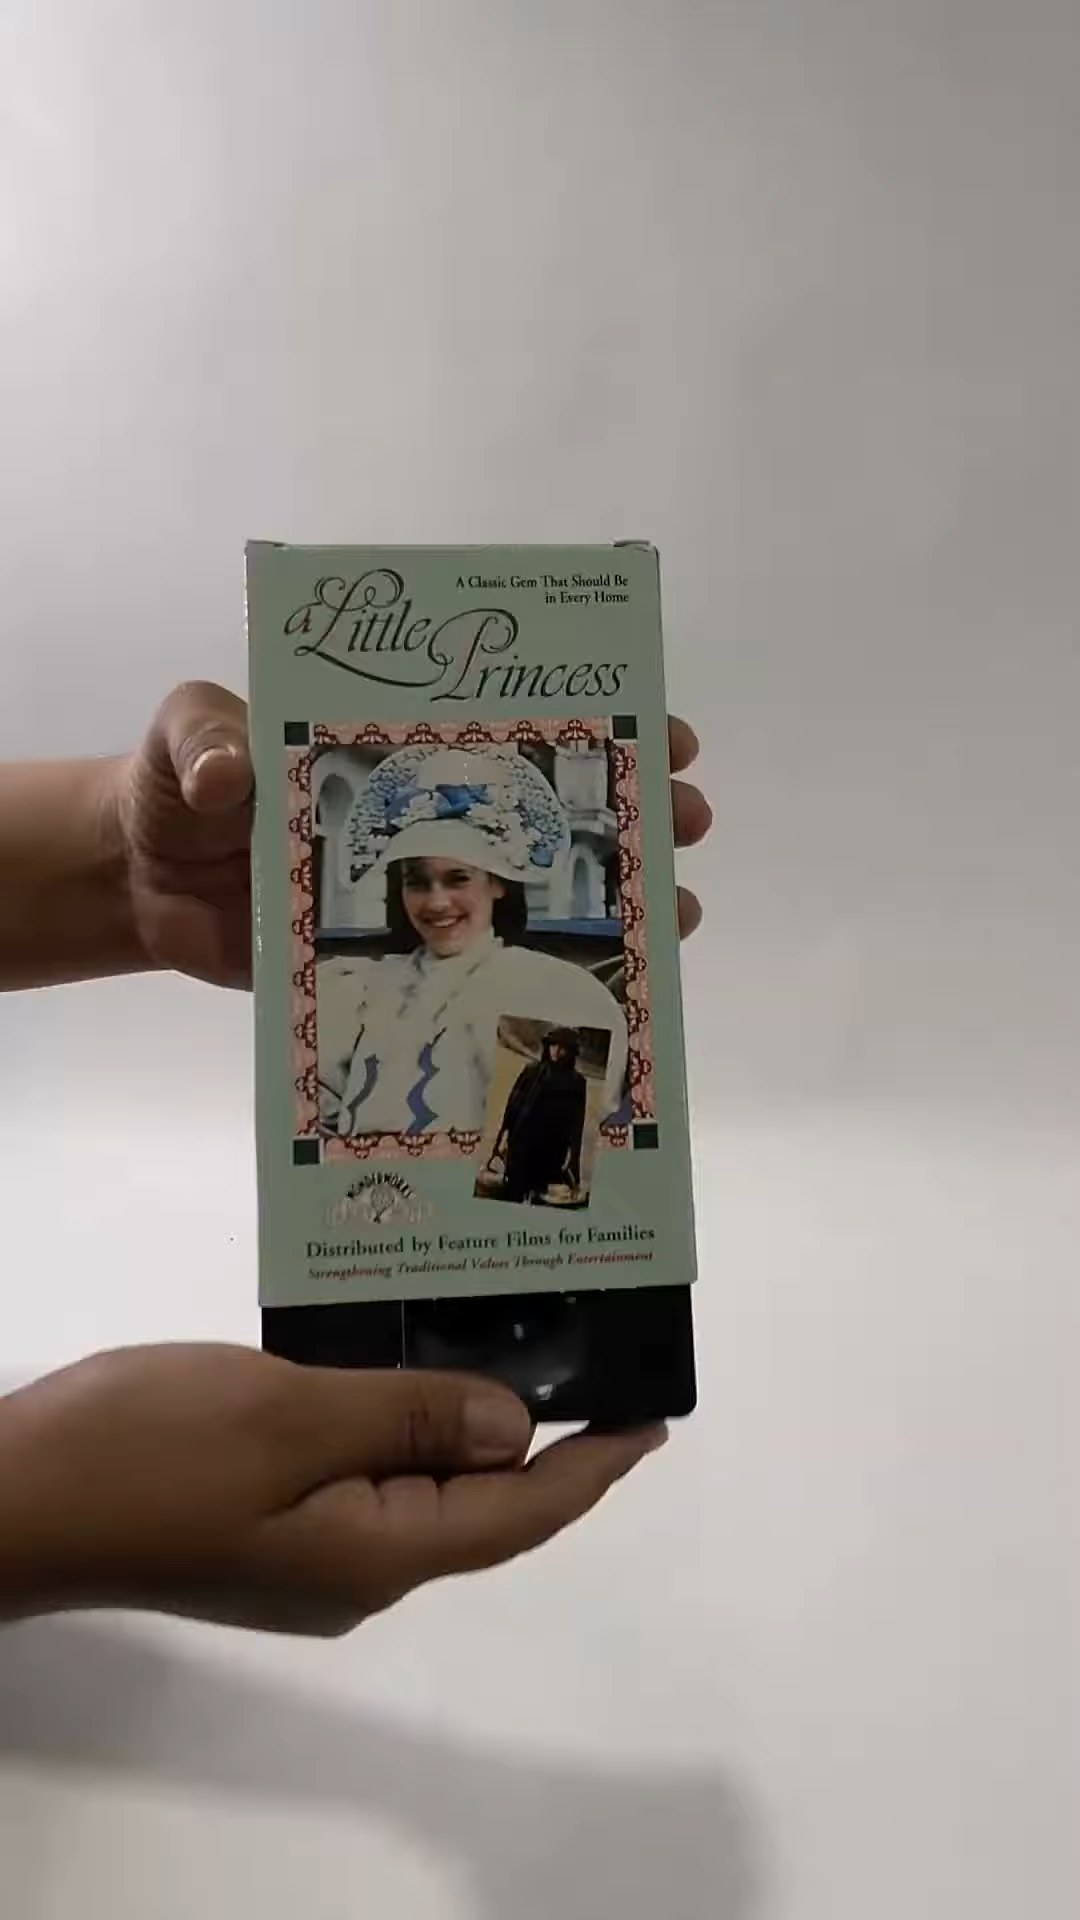 A Classic Gem That Should Be
in Every Home
a Little
Princess
WONDERWORKS
Distributed by Feature Films for Families
Strengthening Traditional Values Through Entertainment